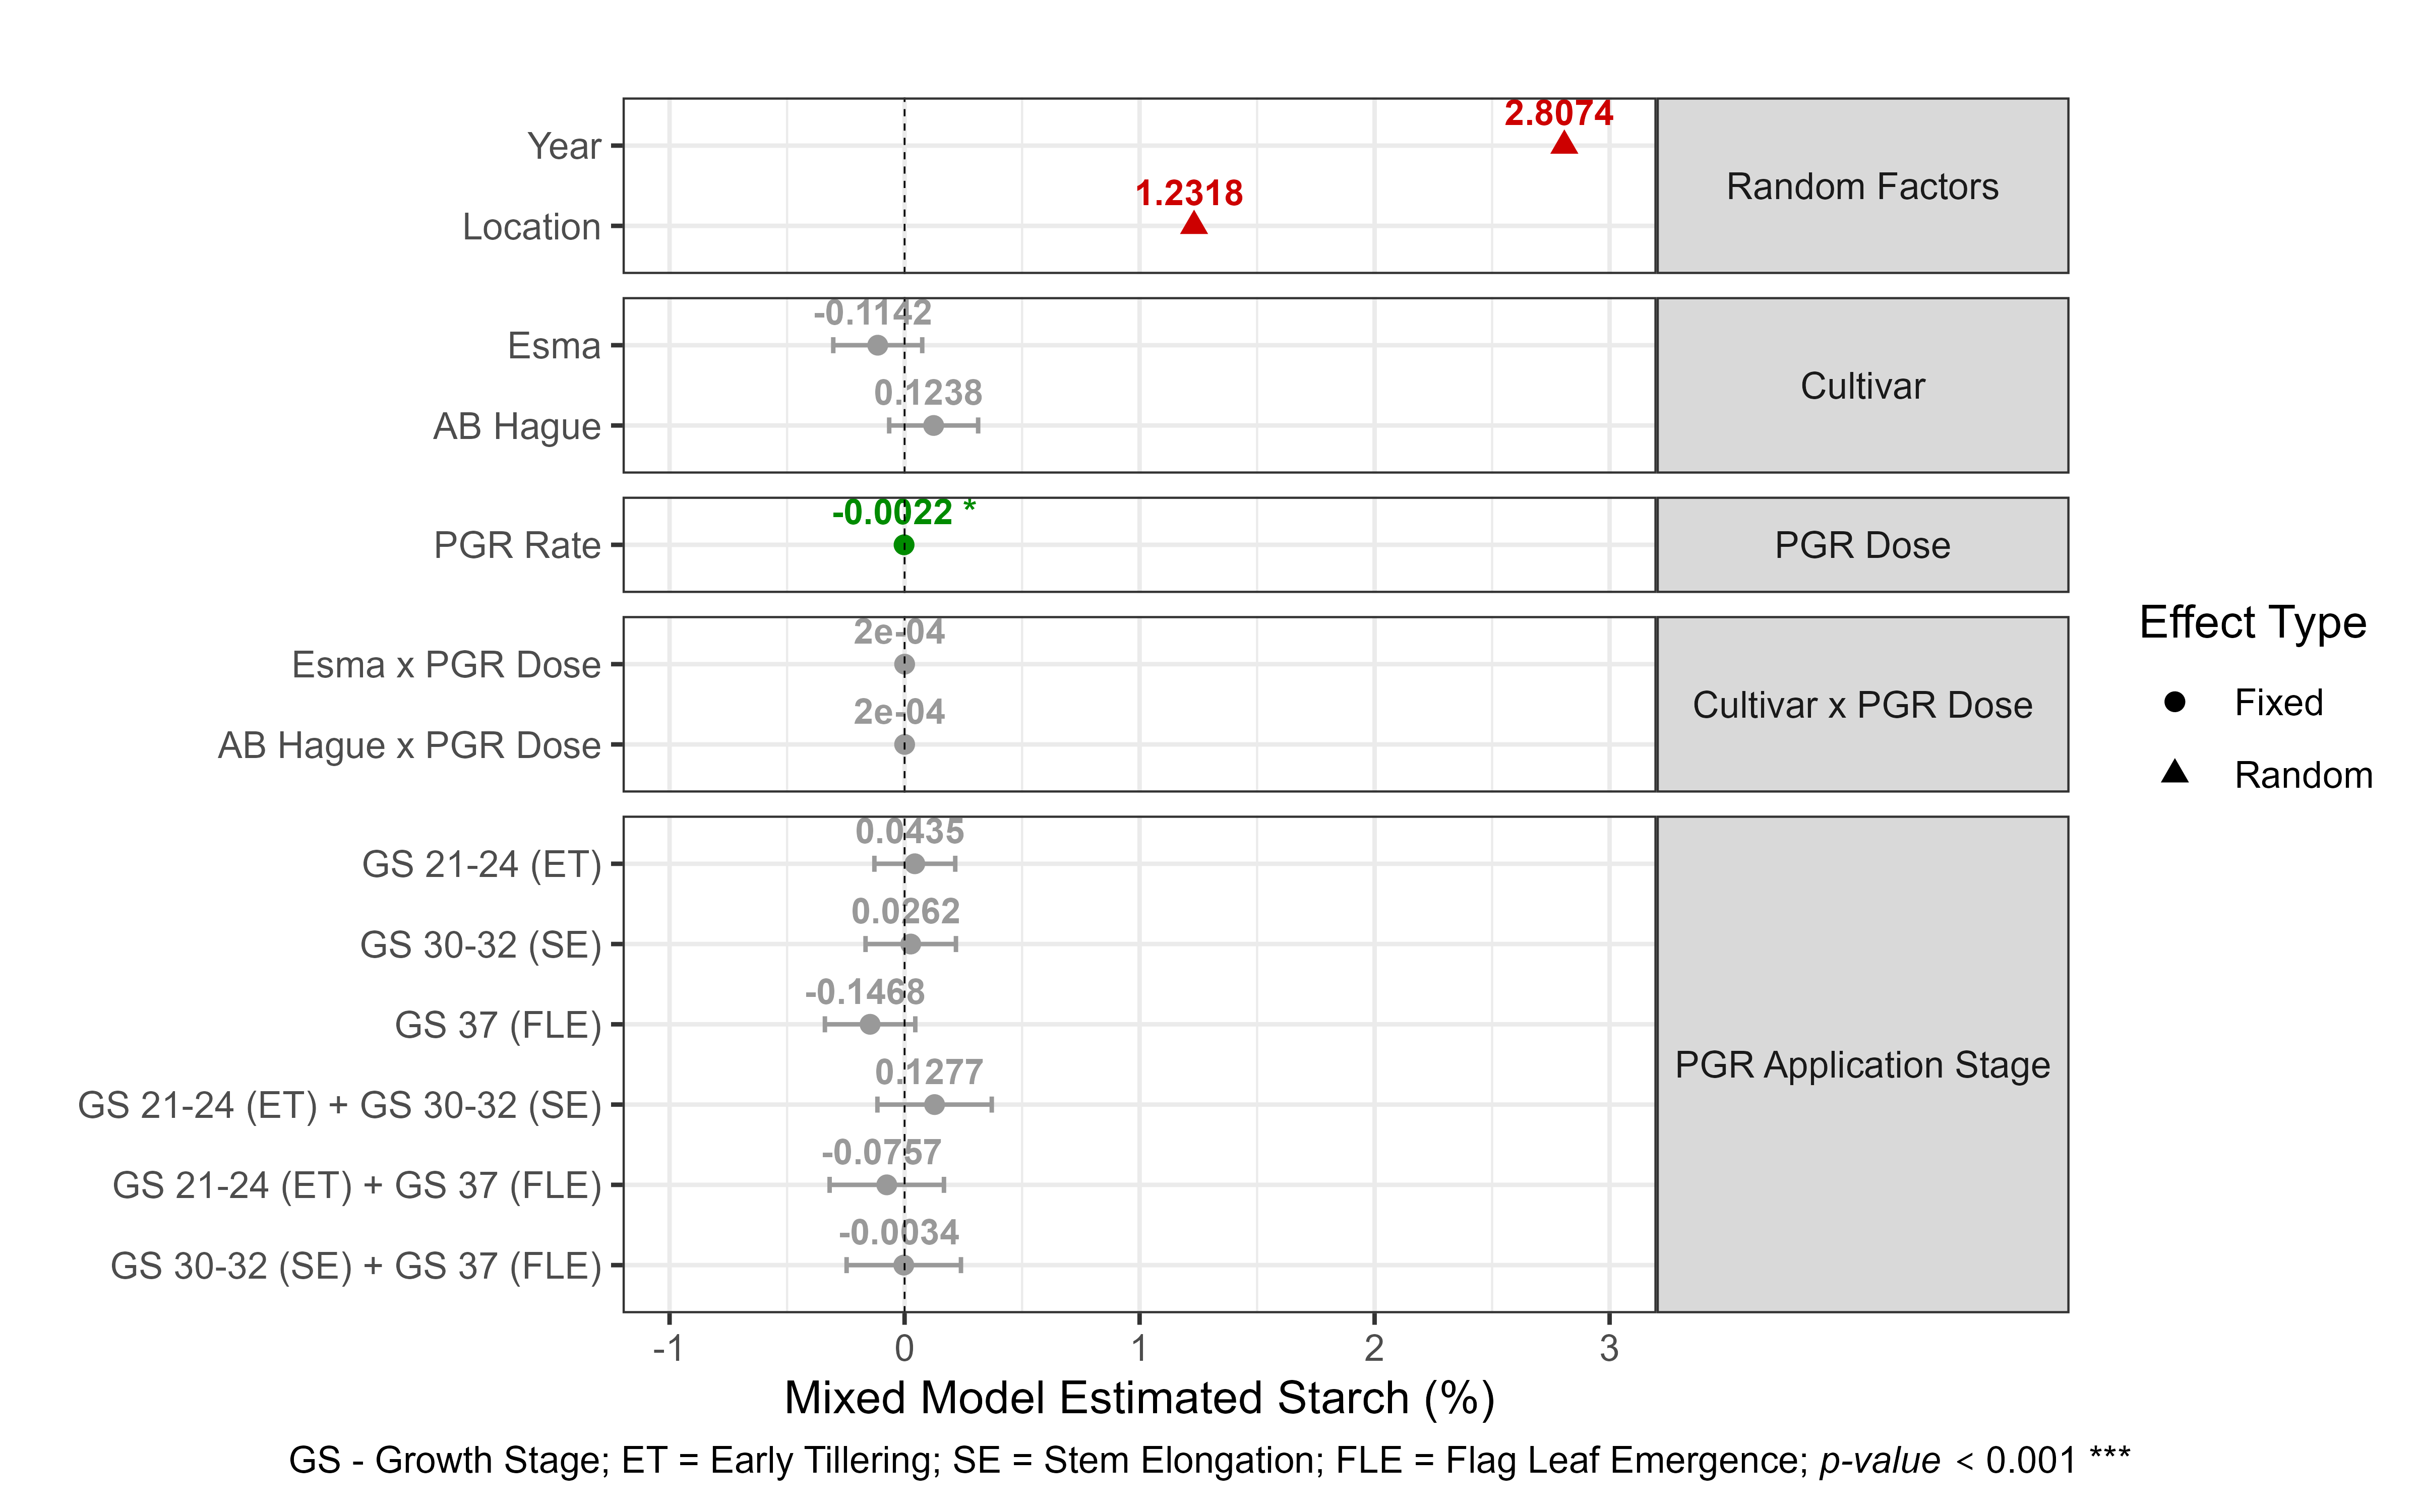 2.8074
Year
1.2318
Location
Random Factors
-0.1142
Esma
0.1238
AB Hague
Cultivar
-0.0022 *
PGR Rate
PGR Dose
2e-04
Esma x PGR Dose
2e-04
AB Hague x PGR Dose
Cultivar x PGR Dose
0.0435
GS 21-24 (ET)
0.0262
GS 30-32 (SE)
-0.1468
GS 37 (FLE)
0.1277
GS 21-24 (ET) + GS 30-32 (SE)
-0.0757
GS 21-24 (ET) + GS 37 (FLE)
-0.0034
GS 30-32 (SE) + GS 37 (FLE)
PGR Application Stage
Effect Type
Fixed
Random
-1 0 1 2 3
Mixed Model Estimated Starch (%)
GS - Growth Stage; ET = Early Tillering; SE = Stem Elongation; FLE = Flag Leaf Emergence; p-value < 0.001 ***